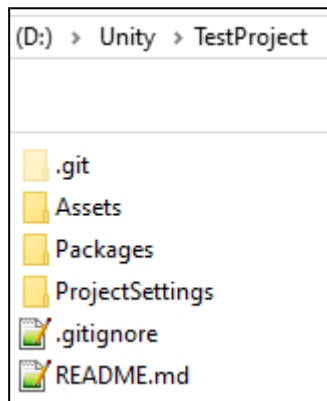 (D:) > Unity > TestProject
.git
Assets
Packages
ProjectSettings
.gitignore
README.md